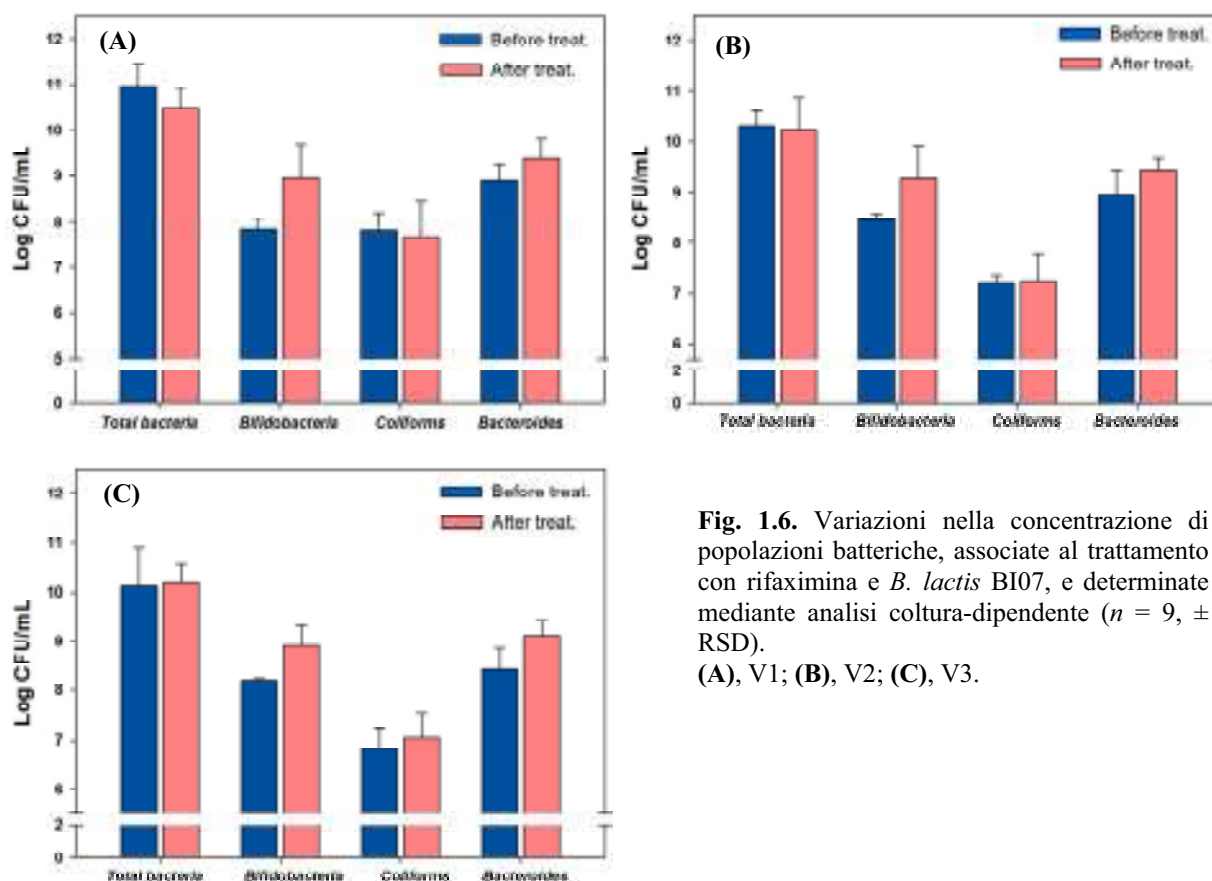 (A)
Before treat.
After treat.
12
11
10
9
8
7
6
5
0
Log CFU/mL
Total bacteria Bifidobacteria Coliforms Bacteroides
(B)
Before treat.
After treat.
12
11
10
9
8
7
6
2
0
Log CFU/mL
Total bacteria Bifidobacteria Coliforms Bacteroides
(C)
Before treat.
After treat.
12
11
10
9
8
7
6
2
0
Log CFU/mL
Total bacteria Bifidobacteria Coliforms Bacteroides
Fig. 1.6. Variazioni nella concentrazione di
popolazioni batteriche, associate al trattamento
con rifaximina e B. lactis BI07, e determinate
mediante analisi coltura-dipendente (n = 9, ±
RSD).
(A), V1; (B), V2; (C), V3.